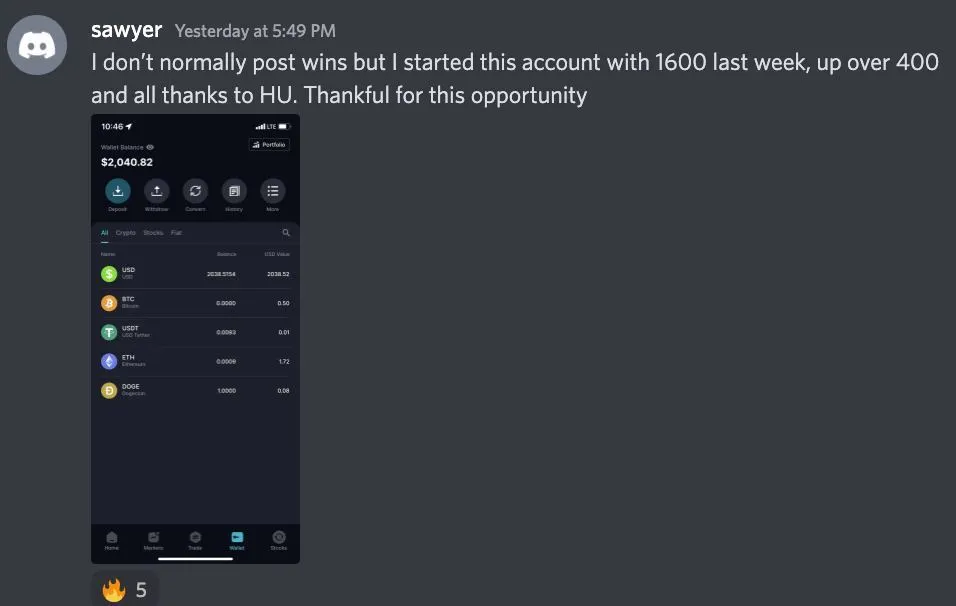 sawyer Yesterday at 5:49 PM
I don’t normally post wins but I started this account with 1600 last week, up over 400
and all thanks to HU. Thankful for this opportunity
10:46 LTE
Wallet Balance Portfolio
$2,040.82
Deposit Withdraw Convert History More
All Crypto Stocks Fiat
Name Balance USD Value
USD
USD
2038.5154 2038.52
BTC
Bitcoin
0.0000 0.50
USDT
USD Tether
0.0093 0.01
ETH
Ethereum
0.0009 1.72
DOGE
Dogecoin
1.0000 0.08
Home Markets Trade Wallet Stocks
5